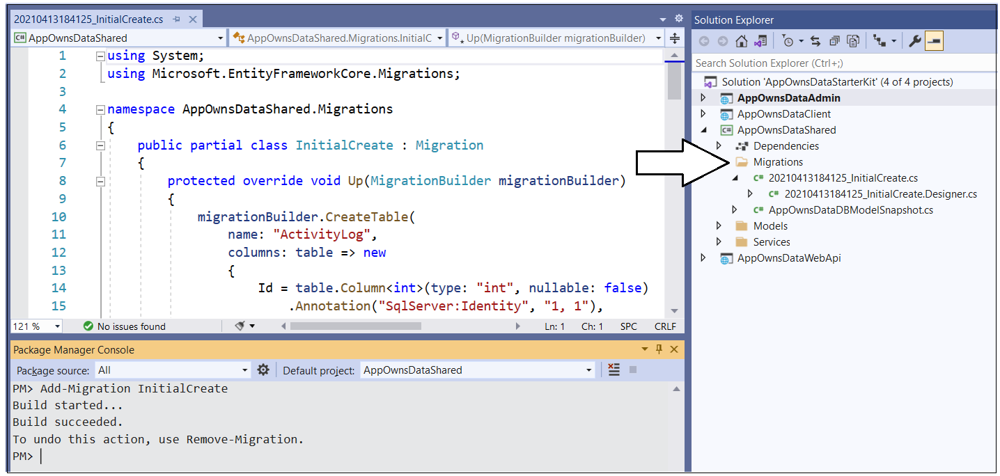 20210413184125_InitialCreate.cs
C# AppOwnsDataShared
AppOwnsDataShared.Migrations.InitialC
Up(MigrationBuilder migrationBuilder)
1 using System;
2 using Microsoft.EntityFrameworkCore.Migrations;
3
4 namespace AppOwnsDataShared.Migrations
5 {
6 public partial class InitialCreate : Migration
7 {
8 protected override void Up(MigrationBuilder migrationBuilder)
9 {
10 migrationBuilder.CreateTable(
11 name: "ActivityLog",
12 columns: table => new
13 {
14 Id = table.Column<int>(type: "int", nullable: false)
15 .Annotation("SqlServer:Identity", "1, 1"),
121 % No issues found Ln: 1 Ch: 1 SPC CRLF
Package Manager Console
Package source: All Default project: AppOwnsDataShared
PM> Add-Migration InitialCreate
Build started...
Build succeeded.
To undo this action, use Remove-Migration.
PM>
Solution Explorer
Search Solution Explorer (Ctrl+;)
Solution 'AppOwnsDataStarterKit' (4 of 4 projects)
AppOwnsDataAdmin
AppOwnsDataClient
C# AppOwnsDataShared
Dependencies
Migrations
C# 20210413184125_InitialCreate.cs
C# 20210413184125_InitialCreate.Designer.cs
C# AppOwnsDataDBModelSnapshot.cs
Models
Services
AppOwnsDataWebApi